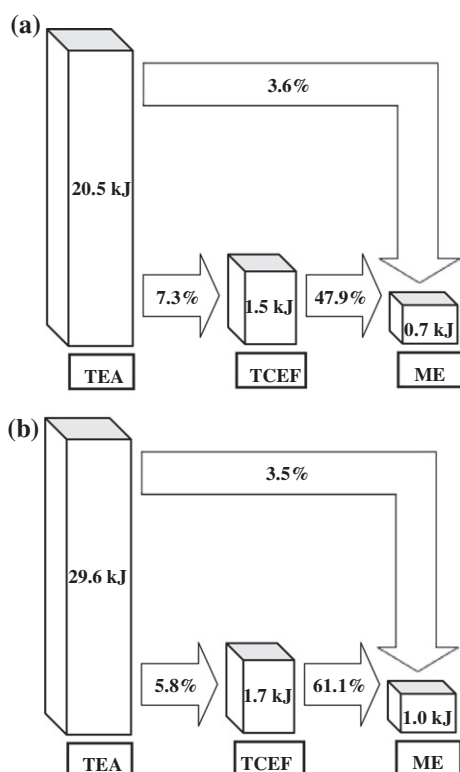 (a)
3.6%
20.5 kJ
7.3%
1.5 kJ
47.9%
0.7 kJ
TEA
TCEF
ME
(b)
3.5%
29.6 kJ
5.8%
1.7 kJ
61.1%
1.0 kJ
TEA
TCEF
ME